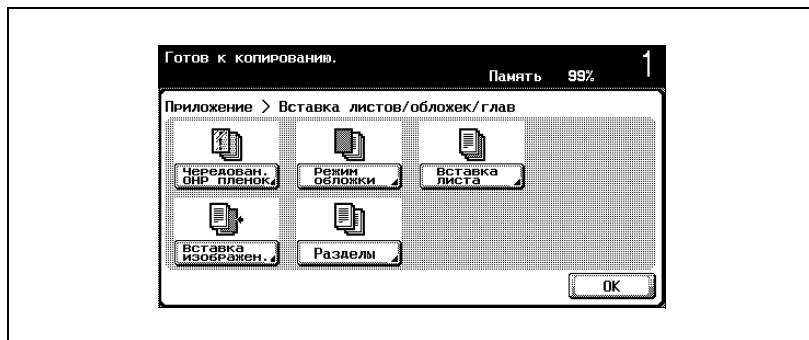 Готов к копированию.
Память 99% 1
Приложение > Вставка листов/обложек/глав
Чередован.
OHP пленок
Режим
обложки
Вставка
листа
Вставка
изображен.
Разделы
OK